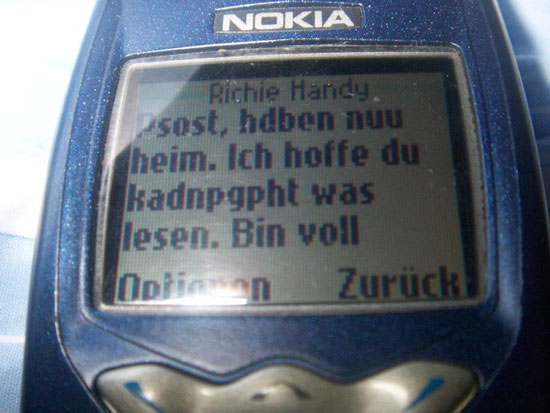 NOKIA
Richie Handy
Psost, hdben nuu
heim. Ich hoffe du
kadnpgpht was
lesen. Bin voll
Optionen Zurück